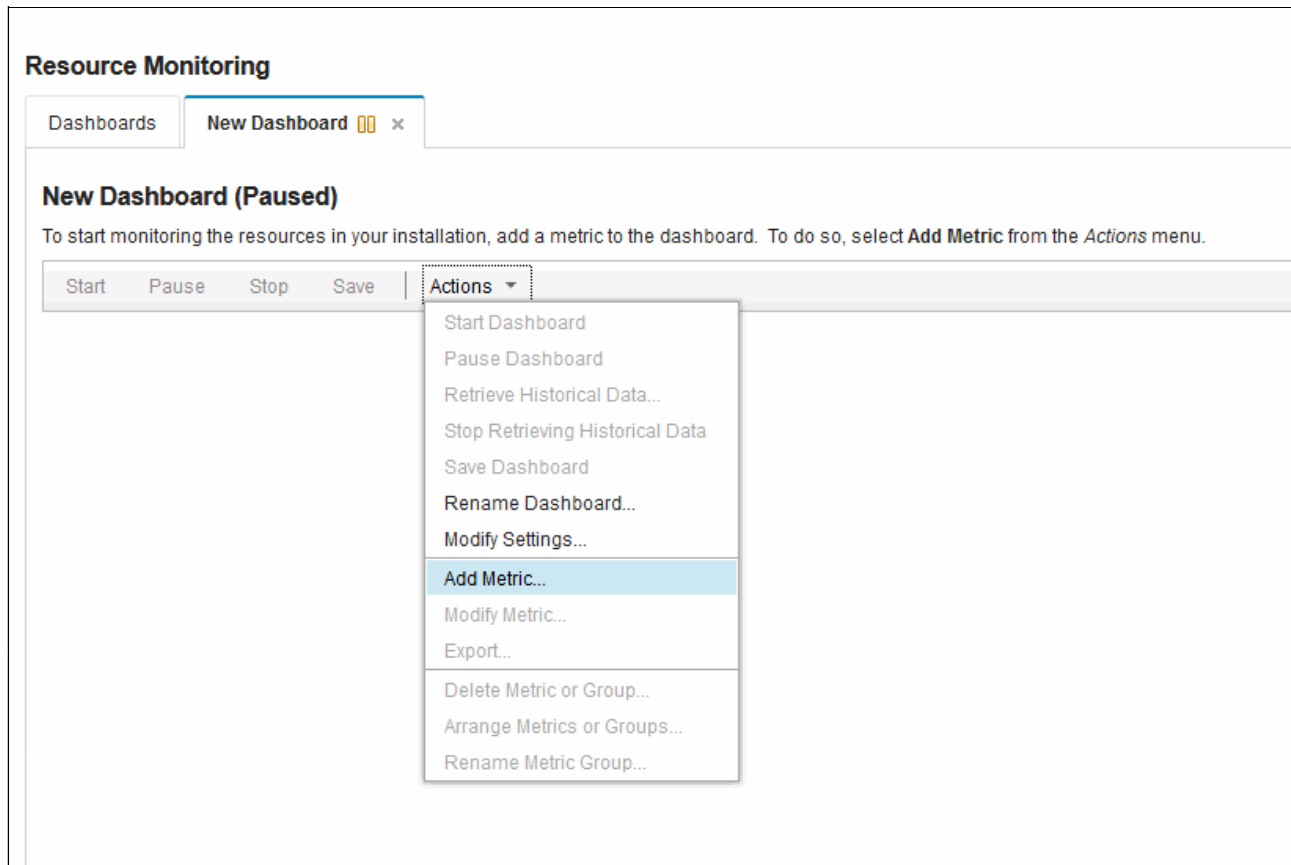 Resource Monitoring
Dashboards New Dashboard
New Dashboard (Paused)
To start monitoring the resources in your installation, add a metric to the dashboard. To do so, select Add Metric from the Actions menu.
Start Pause Stop Save Actions
Start Dashboard
Pause Dashboard
Retrieve Historical Data...
Stop Retrieving Historical Data
Save Dashboard
Rename Dashboard...
Modify Settings...
Add Metric...
Modify Metric...
Export...
Delete Metric or Group...
Arrange Metrics or Groups...
Rename Metric Group...